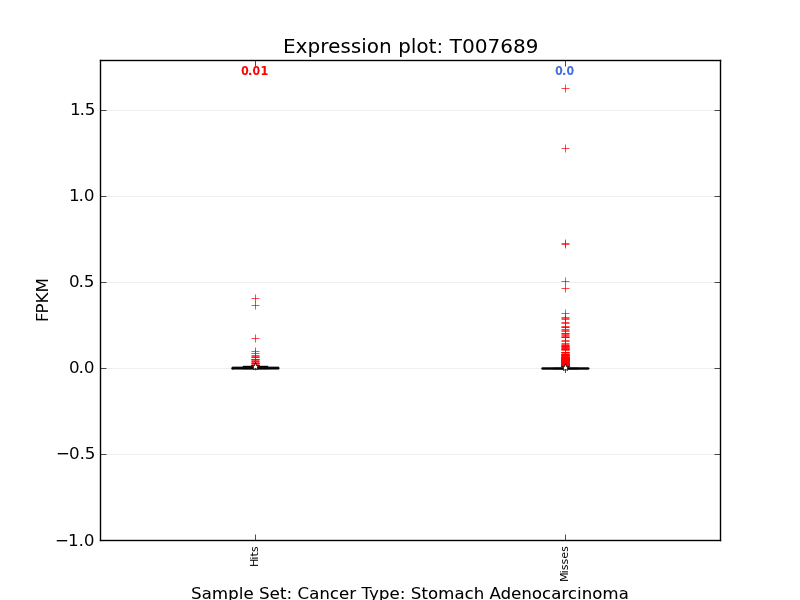 Expression plot: T007689
0.01
0.0
1.5
1.0
0.5
0.0
−0.5
−1.0
FPKM
Hits
Misses
Sample Set: Cancer Type: Stomach Adenocarcinoma